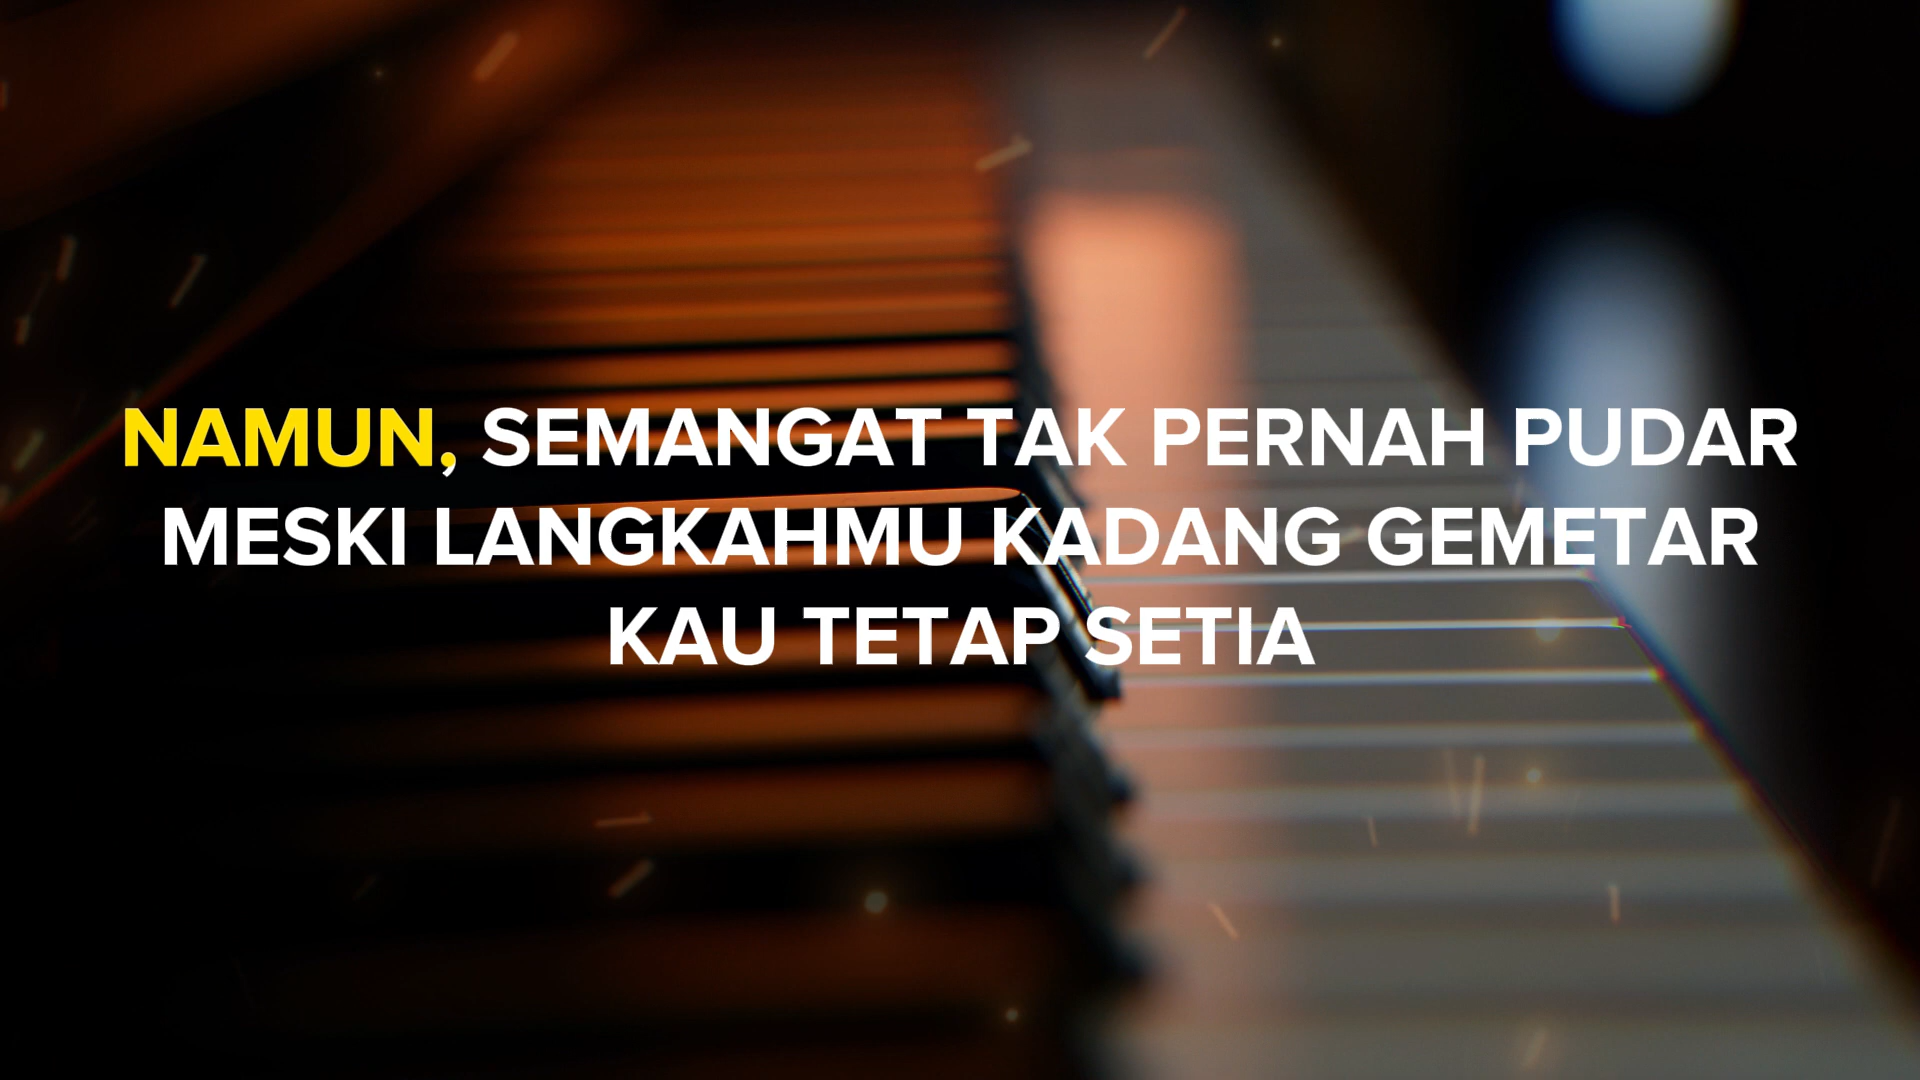 NAMUN, SEMANGAT TAK PERNAH PUDAR
MESKI LANGKAHMU KADANG GEMETAR
KAU TETAP SETIA